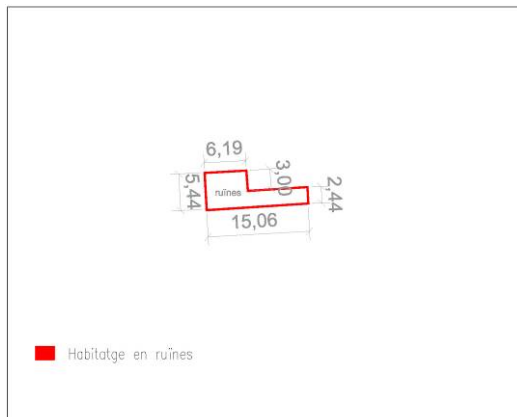 6,19
3,00
5,44
ruïnes
2,44
15,06
Habitatge en ruïnes